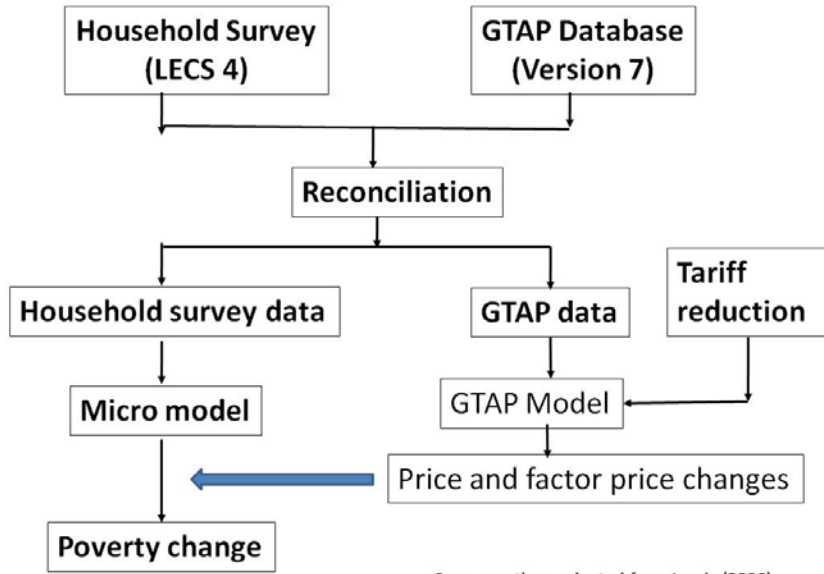 Household Survey
(LECS 4)
GTAP Database
(Version 7)
Reconciliation
Household survey data
GTAP data
Tariff
reduction
Micro model
GTAP Model
Price and factor price changes
Poverty change